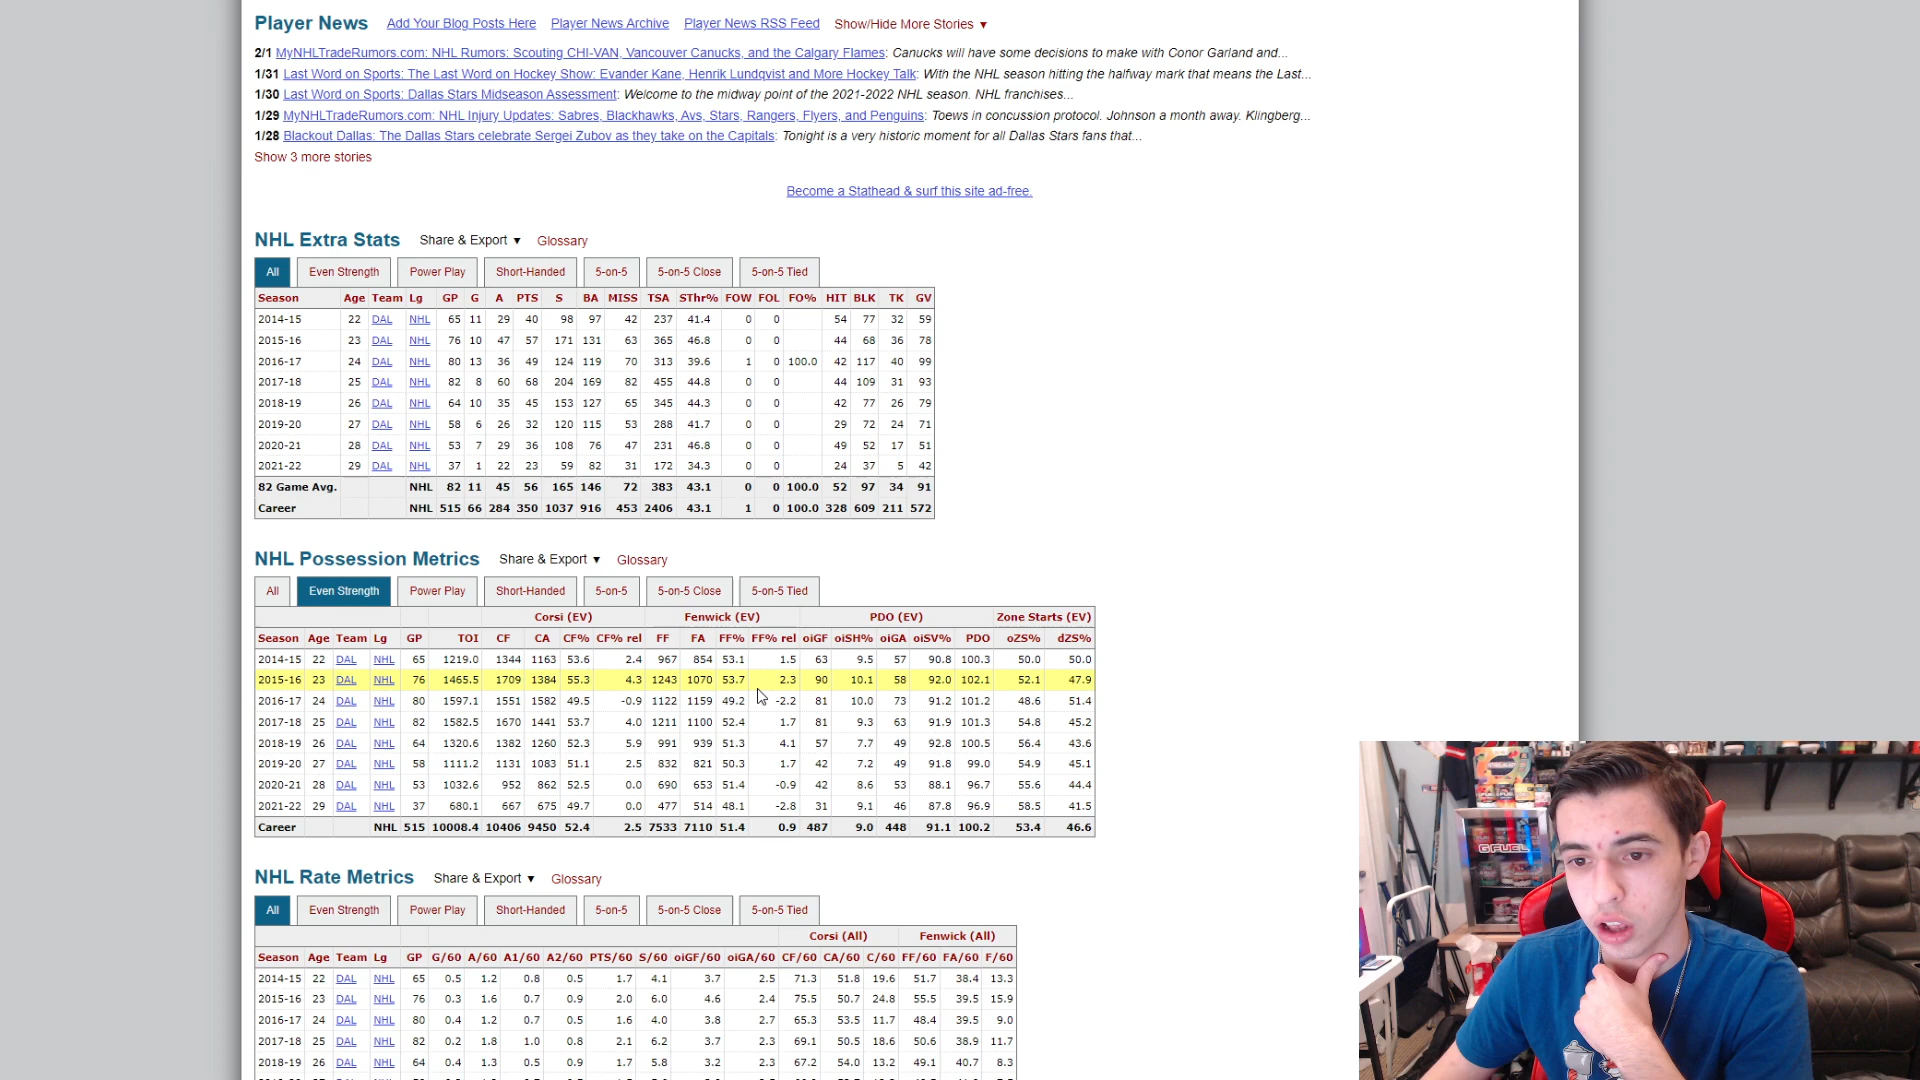 Player News Add Your Blog Posts Here Player News Archive Player News RSS Feed Show/Hide More Stories ▼
2/1 MyNHLTradeRumors.com: NHL Rumors: Scouting CHI-VAN, Vancouver Canucks, and the Calgary Flames: Canucks will have some decisions to make with Conor Garland and...
1/31 Last Word on Sports: The Last Word on Hockey Show: Evander Kane, Henrik Lundqvist and More Hockey Talk: With the NHL season hitting the halfway mark that means the Last...
1/30 Last Word on Sports: Dallas Stars Midseason Assessment: Welcome to the midway point of the 2021-2022 NHL season. NHL franchises...
1/29 MyNHLTradeRumors.com: NHL Injury Updates: Sabres, Blackhawks, Avs, Stars, Rangers, Flyers, and Penguins: Toews in concussion protocol. Johnson a month away. Klingberg...
1/28 Blackout Dallas: The Dallas Stars celebrate Sergei Zubov as they take on the Capitals: Tonight is a very historic moment for all Dallas Stars fans that...
Show 3 more stories
Become a Stathead & surf this site ad-free.
NHL Extra Stats Share & Export ▼ Glossary
All Even Strength Power Play Short-Handed 5-on-5 5-on-5 Close 5-on-5 Tied
Season Age Team Lg GP G A PTS S BA MISS TSA SThr% FOW FOL FO% HIT BLK TK GV
2014-15 22 DAL NHL 65 11 29 40 98 97 42 237 41.4 0 0 54 77 32 59
2015-16 23 DAL NHL 76 10 47 57 171 131 63 365 46.8 0 0 44 68 36 78
2016-17 24 DAL NHL 80 13 36 49 124 119 70 313 39.6 1 0 100.0 42 117 40 99
2017-18 25 DAL NHL 82 8 60 68 204 169 82 455 44.8 0 0 44 109 31 93
2018-19 26 DAL NHL 64 10 35 45 153 127 65 345 44.3 0 0 42 77 26 79
2019-20 27 DAL NHL 58 6 26 32 120 115 53 288 41.7 0 0 29 72 24 71
2020-21 28 DAL NHL 53 7 29 36 108 76 47 231 46.8 0 0 49 52 17 51
2021-22 29 DAL NHL 37 1 22 23 59 82 31 172 34.3 0 0 24 37 5 42
82 Game Avg. NHL 82 11 45 56 165 146 72 383 43.1 0 0 100.0 52 97 34 91
Career NHL 515 66 284 350 1037 916 453 2406 43.1 1 0 100.0 328 609 211 572
NHL Possession Metrics Share & Export ▼ Glossary
All Even Strength Power Play Short-Handed 5-on-5 5-on-5 Close 5-on-5 Tied
Corsi (EV) Fenwick (EV) PDO (EV) Zone Starts (EV)
Season Age Team Lg GP TOI CF CA CF% CF% rel FF FA FF% FF% rel oiGF oiSH% oiGA oiSV% PDO oZS% dZS%
2014-15 22 DAL NHL 65 1219.0 1344 1163 53.6 2.4 967 854 53.1 1.5 63 9.5 57 90.8 100.3 50.0 50.0
2015-16 23 DAL NHL 76 1465.5 1709 1384 55.3 4.3 1243 1070 53.7 2.3 90 10.1 58 92.0 102.1 52.1 47.9
2016-17 24 DAL NHL 80 1597.1 1551 1582 49.5 -0.9 1122 1159 49.2 -2.2 81 10.0 73 91.2 101.2 48.6 51.4
2017-18 25 DAL NHL 82 1582.5 1670 1441 53.7 4.0 1211 1100 52.4 1.7 81 9.3 63 91.9 101.3 54.8 45.2
2018-19 26 DAL NHL 64 1320.6 1382 1260 52.3 5.9 991 939 51.3 4.1 57 7.7 49 92.8 100.5 56.4 43.6
2019-20 27 DAL NHL 58 1111.2 1131 1083 51.1 2.5 832 821 50.3 1.7 42 7.2 49 91.8 99.0 54.9 45.1
2020-21 28 DAL NHL 53 1032.6 952 862 52.5 0.0 690 653 51.4 -0.9 42 8.6 53 88.1 96.7 55.6 44.4
2021-22 29 DAL NHL 37 680.1 667 675 49.7 0.0 477 514 48.1 -2.8 31 9.1 46 87.8 96.9 58.5 41.5
Career NHL 515 10008.4 10406 9450 52.4 2.5 7533 7110 51.4 0.9 487 9.0 448 91.1 100.2 53.4 46.6
NHL Rate Metrics Share & Export ▼ Glossary
All Even Strength Power Play Short-Handed 5-on-5 5-on-5 Close 5-on-5 Tied
Corsi (All) Fenwick (All)
Season Age Team Lg GP G/60 A/60 A1/60 A2/60 PTS/60 S/60 oiGF/60 oiGA/60 CF/60 CA/60 C/60 FF/60 FA/60 F/60
2014-15 22 DAL NHL 65 0.5 1.2 0.8 0.5 1.7 4.1 3.7 2.5 71.3 51.8 19.6 51.7 38.4 13.3
2015-16 23 DAL NHL 76 0.3 1.6 0.7 0.9 2.0 6.0 4.6 2.4 75.5 50.7 24.8 55.5 39.5 15.9
2016-17 24 DAL NHL 80 0.4 1.2 0.7 0.5 1.6 4.0 3.8 2.7 65.3 53.5 11.7 48.4 39.5 9.0
2017-18 25 DAL NHL 82 0.2 1.8 1.0 0.8 2.1 6.2 3.7 2.3 69.1 50.5 18.6 50.6 38.9 11.7
2018-19 26 DAL NHL 64 0.4 1.3 0.5 0.9 1.7 5.8 3.2 2.3 67.2 54.0 13.2 49.1 40.7 8.3
G FUEL